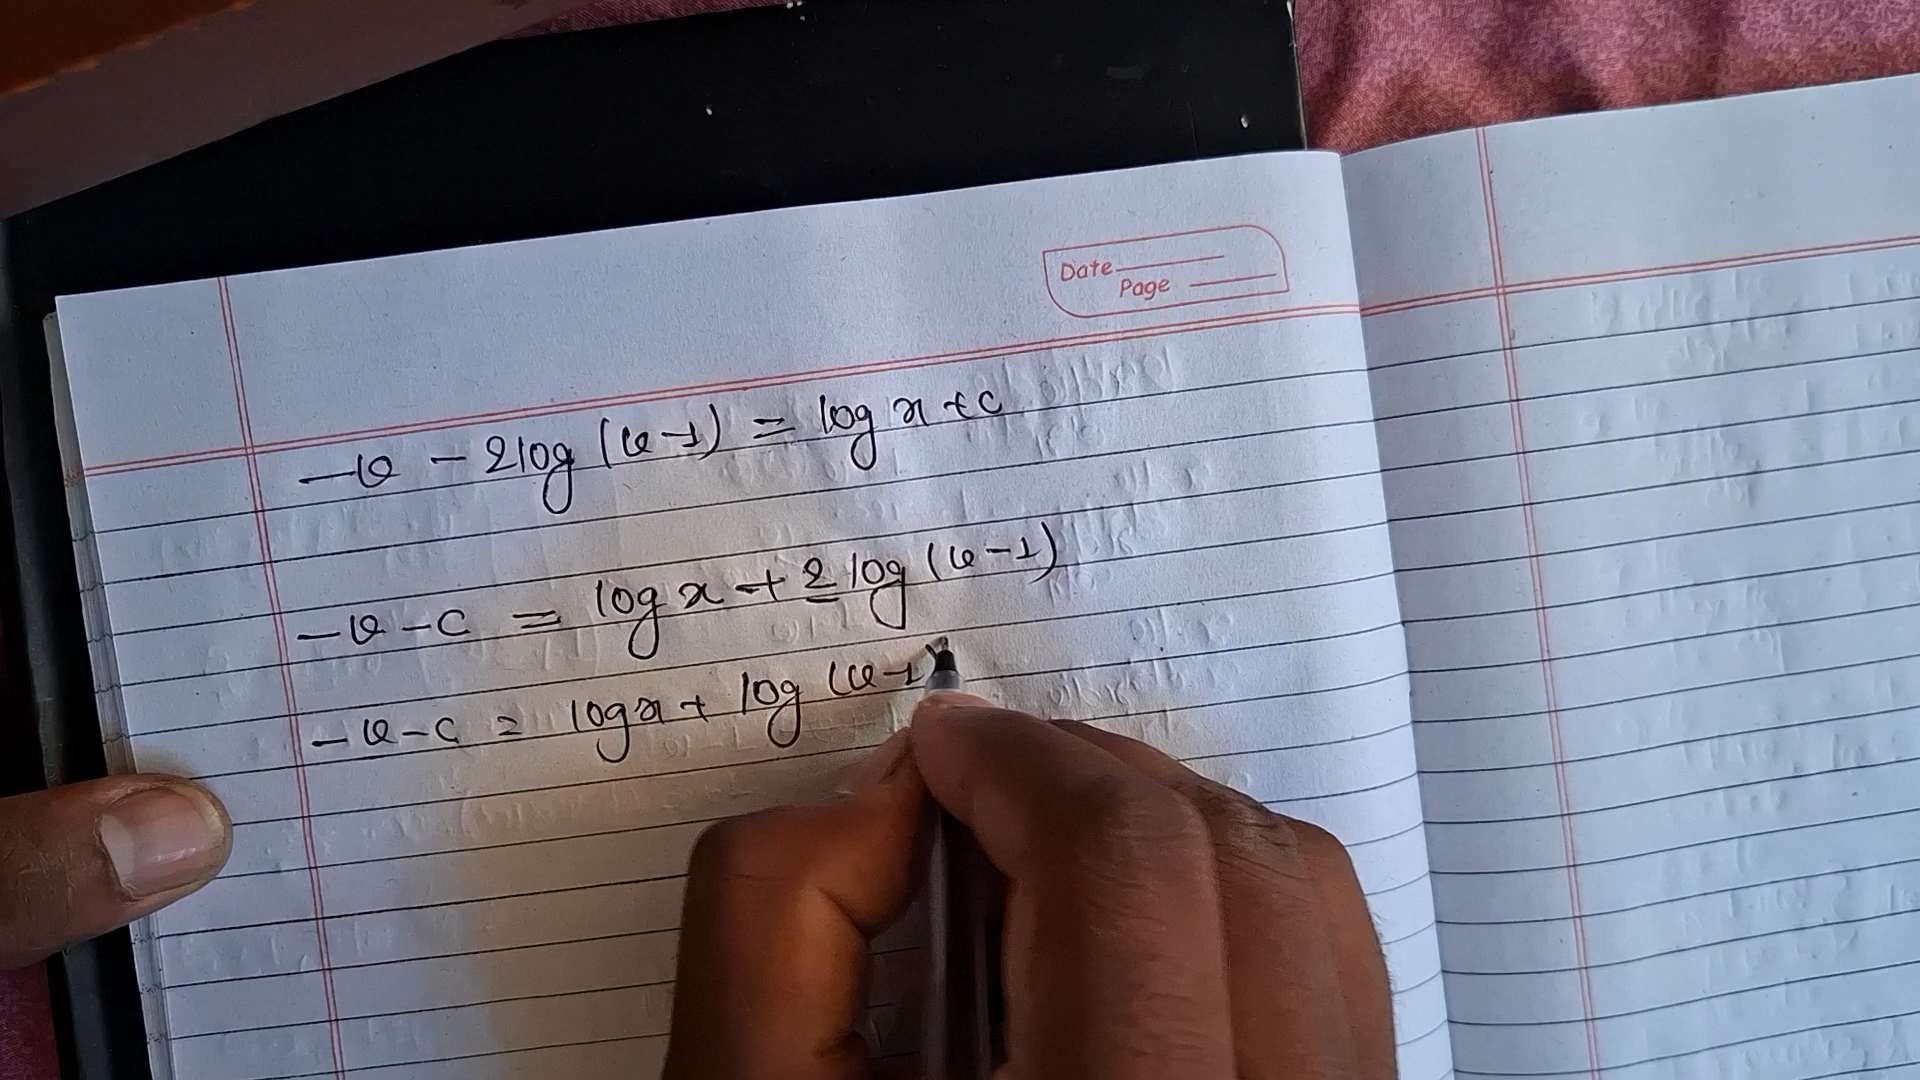 Date
Page
-v - 2log (v-1) = log x + c
-v - c = log x + 2 log (v-1)
-v-c = log x + log (v-1)